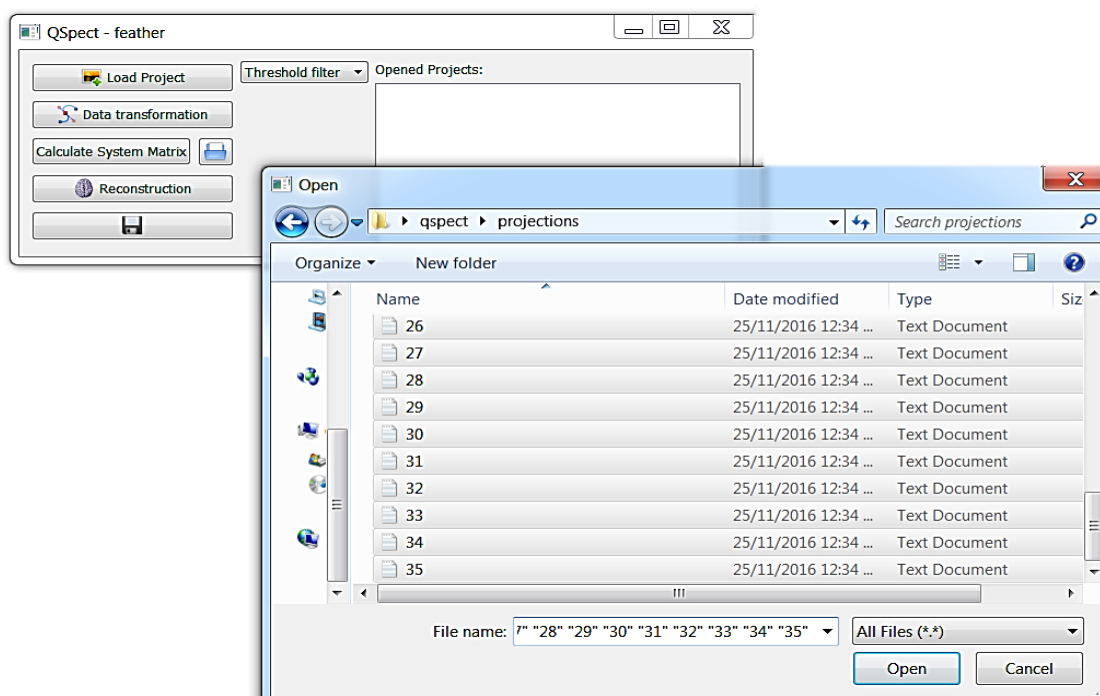 QSpect - feather
Load Project
Threshold filter
Opened Projects:
Data transformation
Calculate System Matrix
Reconstruction
Open
qspect projections
Search projections
Organize
New folder
Name Date modified Type Siz
26 25/11/2016 12:34 ... Text Document
27 25/11/2016 12:34 ... Text Document
28 25/11/2016 12:34 ... Text Document
29 25/11/2016 12:34 ... Text Document
30 25/11/2016 12:34 ... Text Document
31 25/11/2016 12:34 ... Text Document
32 25/11/2016 12:34 ... Text Document
33 25/11/2016 12:34 ... Text Document
34 25/11/2016 12:34 ... Text Document
35 25/11/2016 12:34 ... Text Document
File name: 7" "28" "29" "30" "31" "32" "33" "34" "35"
All Files (*.*)
Open
Cancel